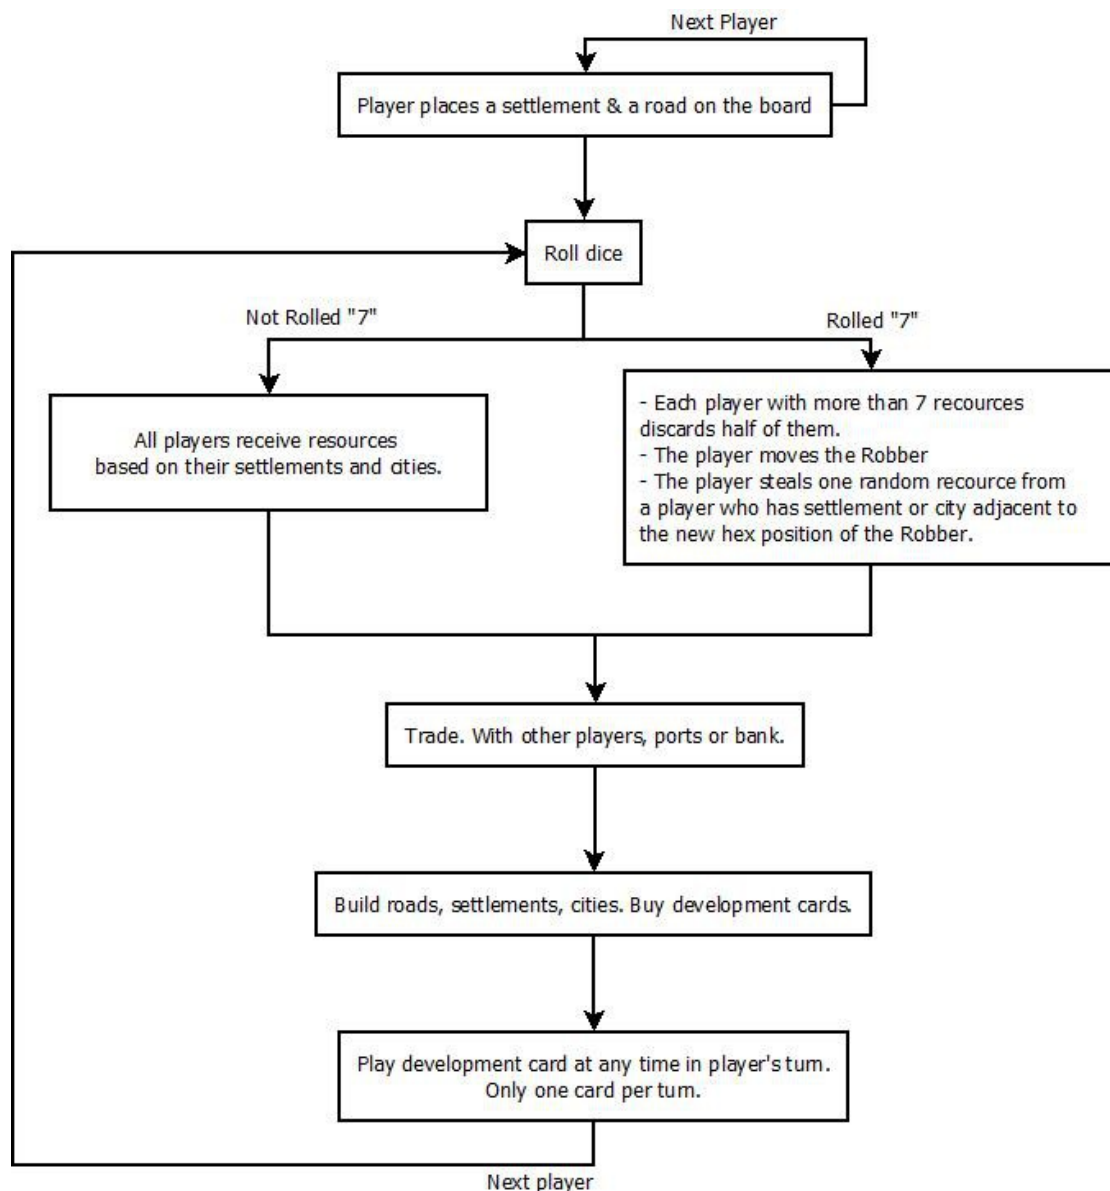 Next Player
Player places a settlement & a road on the board
Roll dice
Not Rolled "7"
Rolled "7"
All players receive resources
based on their settlements and cities.
- Each player with more than 7 recources
discards half of them.
- The player moves the Robber
- The player steals one random recource from
a player who has settlement or city adjacent to
the new hex position of the Robber.
Trade. With other players, ports or bank.
Build roads, settlements, cities. Buy development cards.
Play development card at any time in player's turn.
Only one card per turn.
Next player